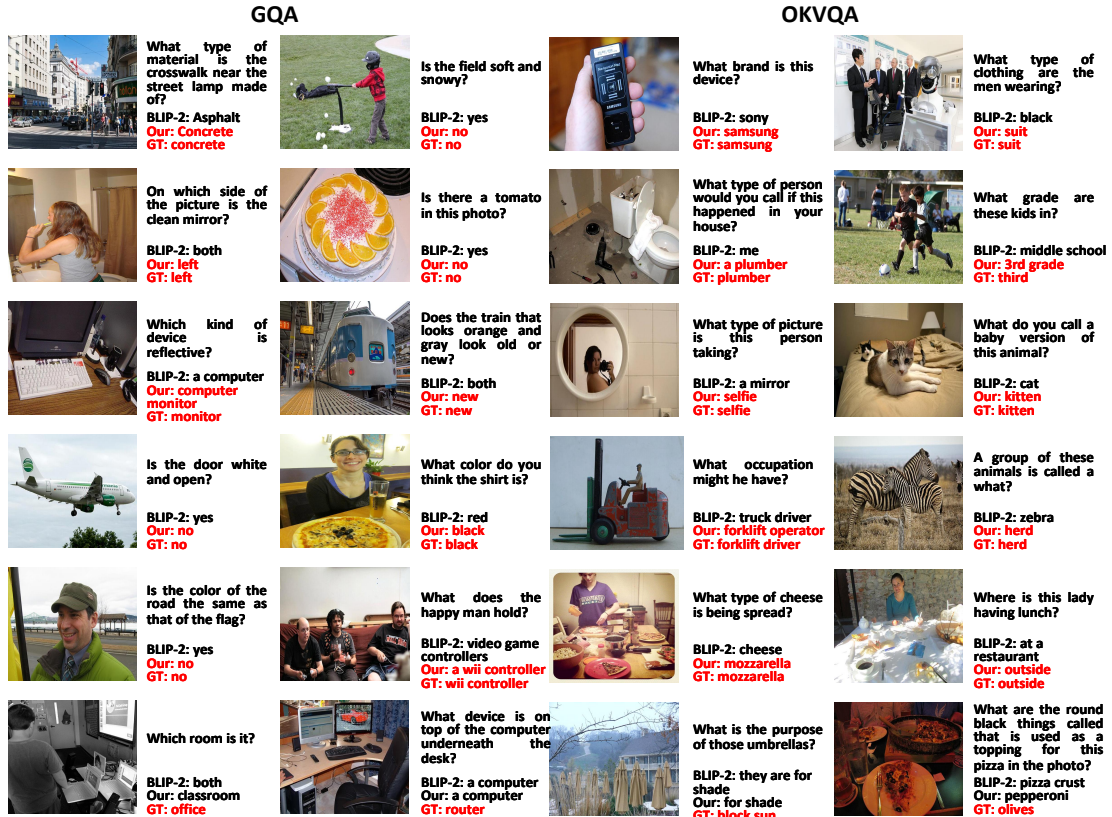 GQA
OKVQA
What type of
material is the
crosswalk near the
street lamp made
of?
BLIP-2: Asphalt
Our: Concrete
GT: concrete
Is the field soft and
snowy?
BLIP-2: yes
Our: no
GT: no
What brand is this
device?
BLIP-2: sony
Our: samsung
GT: samsung
What type of
clothing are the
men wearing?
BLIP-2: black
Our: suit
GT: suit
On which side of
the picture is the
clean mirror?
BLIP-2: both
Our: left
GT: left
Is there a tomato
in this photo?
BLIP-2: yes
Our: no
GT: no
What type of person
would you call if this
happened in your
house?
BLIP-2: me
Our: a plumber
GT: plumber
What grade are
these kids in?
BLIP-2: middle school
Our: 3rd grade
GT: third
Which kind of
device is
reflective?
BLIP-2: a computer
Our: computer
monitor
GT: monitor
Does the train that
looks orange and
gray look old or
new?
BLIP-2: both
Our: new
GT: new
What type of picture
is this person
taking?
BLIP-2: a mirror
Our: selfie
GT: selfie
What do you call a
baby version of
this animal?
BLIP-2: cat
Our: kitten
GT: kitten
Is the door white
and open?
BLIP-2: yes
Our: no
GT: no
What color do you
think the shirt is?
BLIP-2: red
Our: black
GT: black
What occupation
might he have?
BLIP-2: truck driver
Our: forklift operator
GT: forklift driver
A group of these
animals is called a
what?
BLIP-2: zebra
Our: herd
GT: herd
Is the color of the
road the same as
that of the flag?
BLIP-2: yes
Our: no
GT: no
What does the
happy man hold?
BLIP-2: video game
controllers
Our: a wii controller
GT: wii controller
What type of cheese
is being spread?
BLIP-2: cheese
Our: mozzarella
GT: mozzarella
Where is this lady
having lunch?
BLIP-2: at a
restaurant
Our: outside
GT: outside
Which room is it?
BLIP-2: both
Our: classroom
GT: office
What device is on
top of the computer
underneath the
desk?
BLIP-2: a computer
Our: a computer
GT: router
What is the purpose
of those umbrellas?
BLIP-2: they are for
shade
Our: for shade
GT: block sun
What are the round
black things called
that is used as a
topping for this
pizza in the photo?
BLIP-2: pizza crust
Our: pepperoni
GT: olives
SAMSUNG